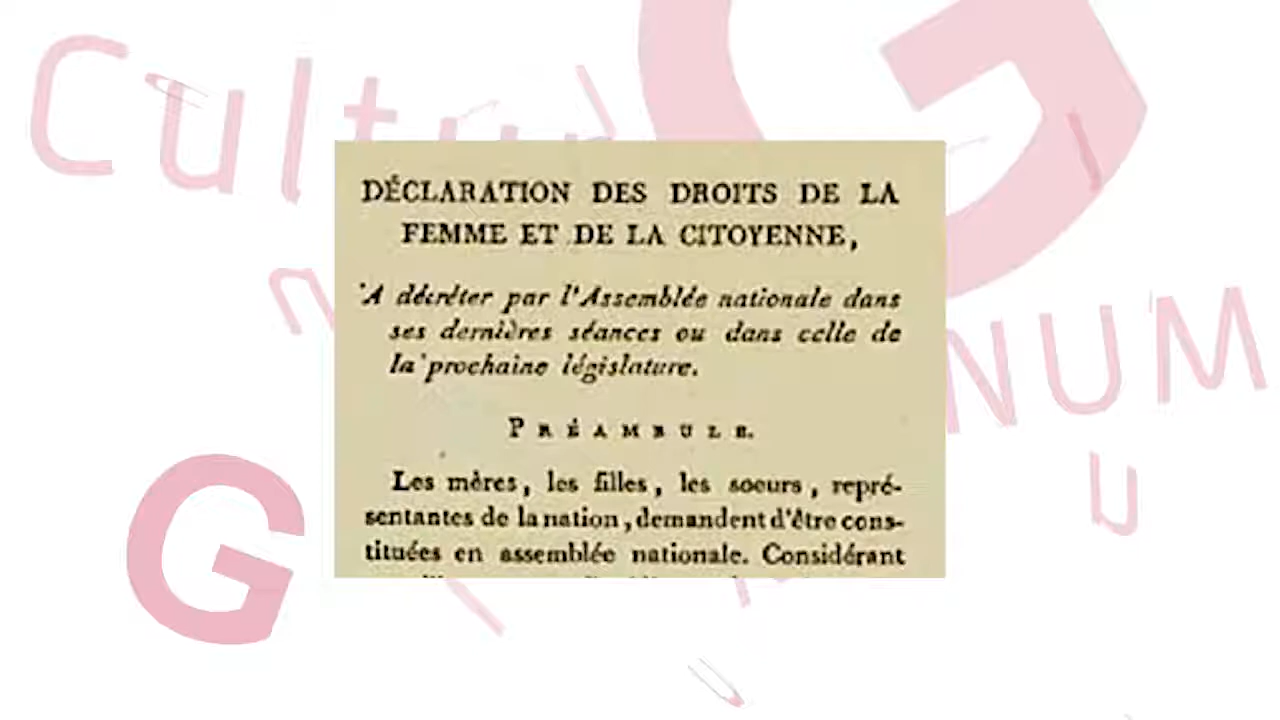 Cultu
G
NUM
u
G
DÉCLARATION DES DROITS DE LA
FEMME ET DE LA CITOYENNE,
A décréter par l'Assemblée nationale dans
ses dernières séances ou dans celle de
la prochaine législature.
PRÉAMBULE.
Les mères, les filles, les soeurs, repré-
sentantes de la nation, demandent d'être cons-
tituées en assemblée nationale. Considérant